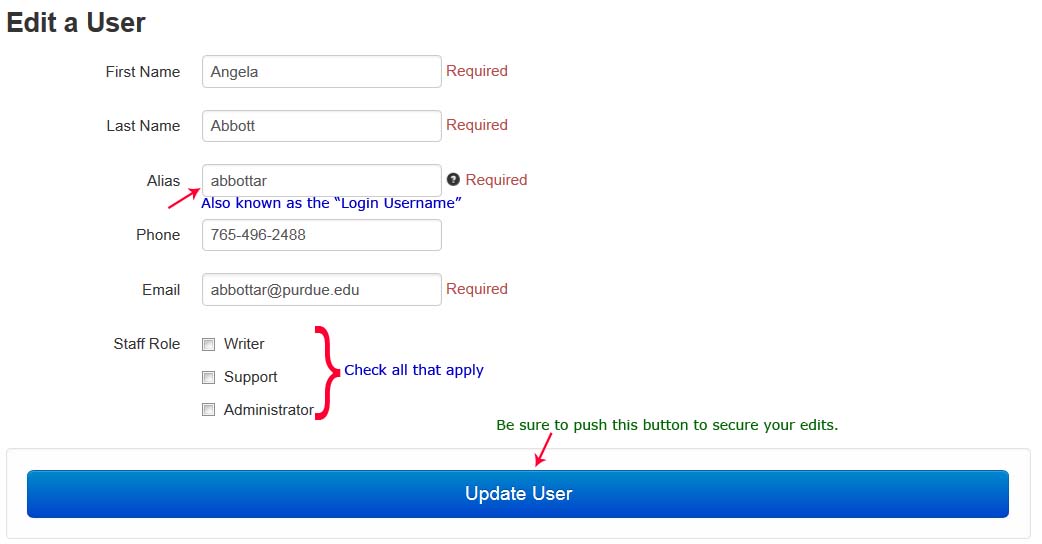 Edit a User
First Name Angela Required
Last Name Abbott Required
Alias abbottar ? Required
Also known as the “Login Username”
Phone 765-496-2488
Email abbottar@purdue.edu Required
Staff Role Writer
Support
Check all that apply
Administrator
Be sure to push this button to secure your edits.
Update User